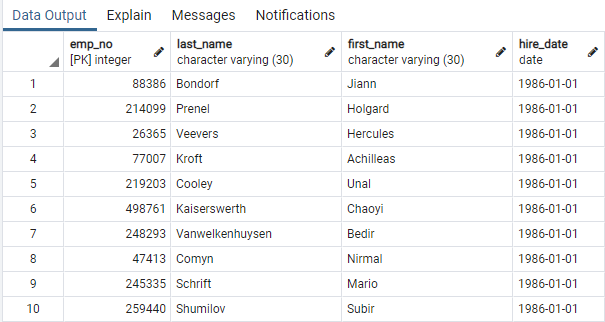 Data Output Explain Messages Notifications
emp_no last_name first_name hire_date
[PK] integer character varying (30) character varying (30) date
1 88386 Bondorf Jiann 1986-01-01
2 214099 Prenel Holgard 1986-01-01
3 26365 Veevers Hercules 1986-01-01
4 77007 Kroft Achilleas 1986-01-01
5 219203 Cooley Unal 1986-01-01
6 498761 Kaiserswerth Chaoyi 1986-01-01
7 248293 Vanwelkenhuysen Bedir 1986-01-01
8 47413 Comyn Nirmal 1986-01-01
9 245335 Schrift Mario 1986-01-01
10 259440 Shumilov Subir 1986-01-01